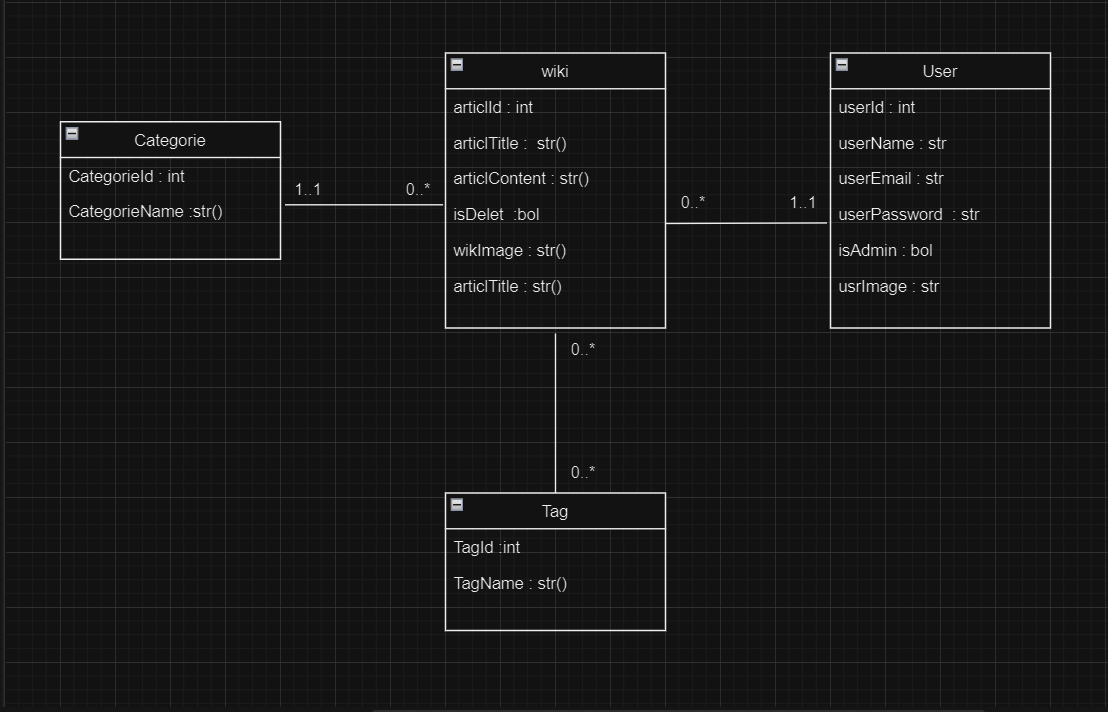 Categorie
CategorieId : int
CategorieName :str()
1..1
0..*
wiki
articlId : int
articlTitle :  str()
articlContent : str()
isDelet  :bol
wikImage : str()
articlTitle : str()
0..*
1..1
User
userId : int
userName : str
userEmail : str
userPassword  : str
isAdmin : bol
usrImage : str
0..*
0..*
Tag
TagId :int
TagName : str()